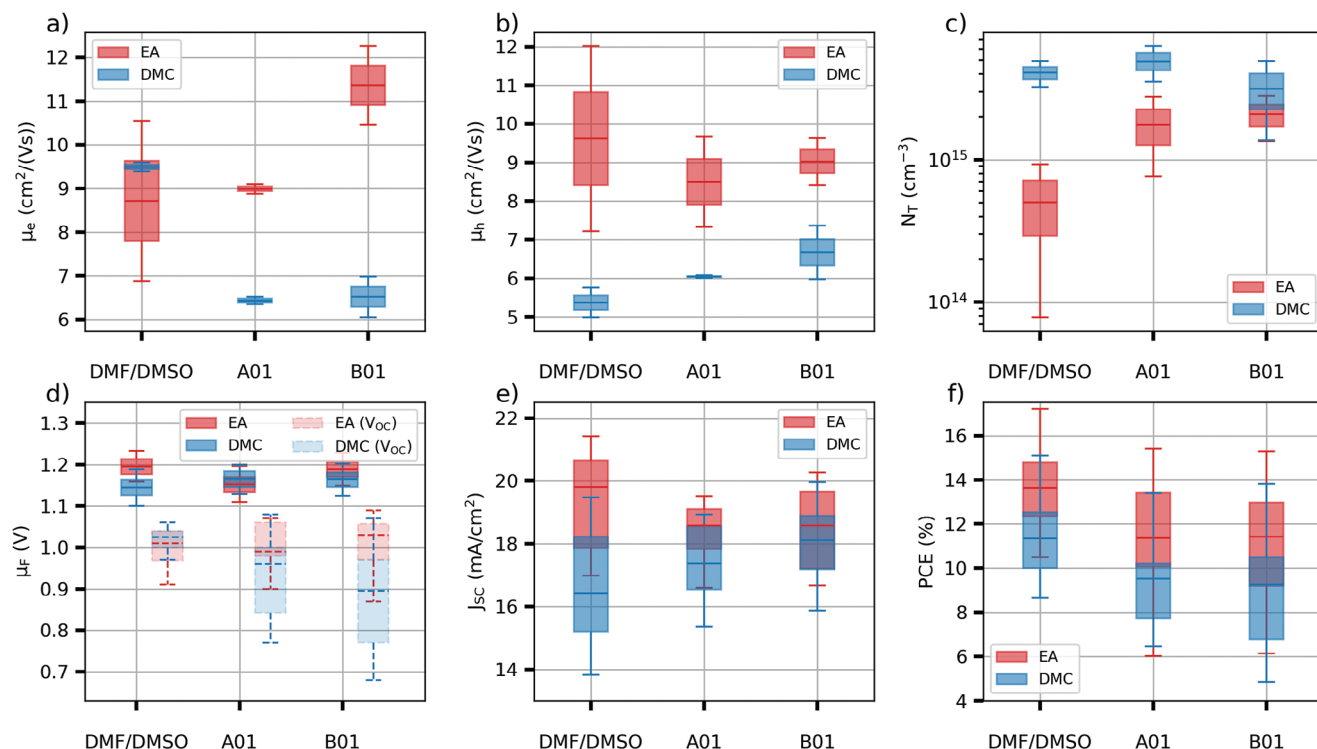 a)
EA
DMC
12
11
10
9
8
7
6
μe (cm²/(Vs))
DMF/DMSO A01 B01
b)
EA
DMC
12
11
10
9
8
7
6
5
μh (cm²/(Vs))
DMF/DMSO A01 B01
c)
10¹⁵
10¹⁴
NT (cm⁻³)
EA
DMC
DMF/DMSO A01 B01
d)
EA EA (VOC)
DMC DMC (VOC)
1.3
1.2
1.1
1.0
0.9
0.8
0.7
μF (V)
DMF/DMSO A01 B01
e)
EA
DMC
22
20
18
16
14
JSC (mA/cm²)
DMF/DMSO A01 B01
f)
16
14
12
10
8
6
4
PCE (%)
EA
DMC
DMF/DMSO A01 B01